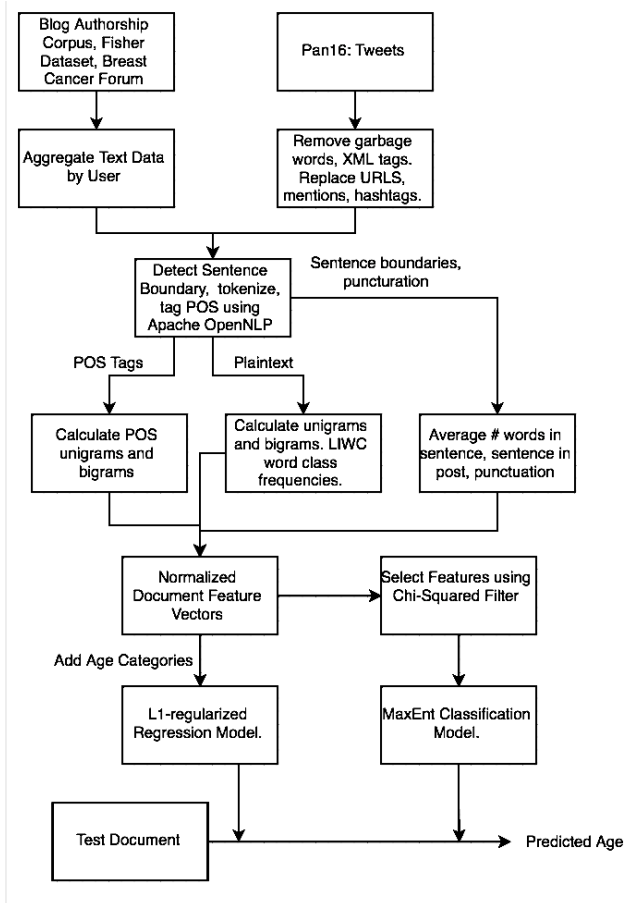 Blog Authorship
Corpus, Fisher
Dataset, Breast
Cancer Forum
Pan16: Tweets
Aggregate Text Data
by User
Remove garbage
words, XML tags.
Replace URLS,
mentions, hashtags.
Detect Sentence
Boundary, tokenize,
tag POS using
Apache OpenNLP
Sentence boundaries,
puncturation
POS Tags
Plaintext
Calculate POS
unigrams and
bigrams
Calculate unigrams
and bigrams. LIWC
word class
frequencies.
Average # words in
sentence, sentence in
post, punctuation
Normalized
Document Feature
Vectors
Select Features using
Chi-Squared Filter
Add Age Categories
L1-regularized
Regression Model.
MaxEnt Classification
Model.
Test Document
Predicted Age